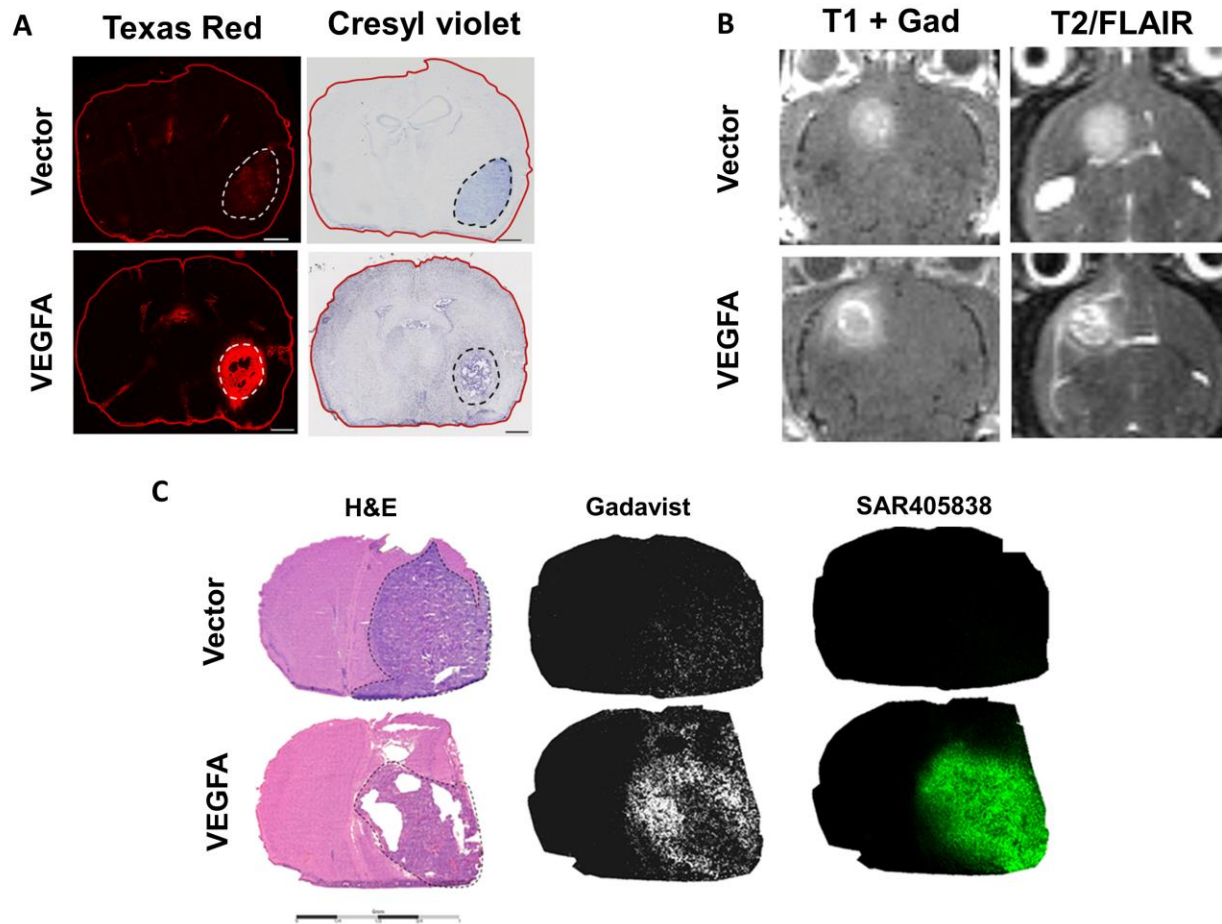 A
Texas Red
Cresyl violet
Vector
VEGFA
B
T1 + Gad
T2/FLAIR
Vector
VEGFA
C
H&E
Gadavist
SAR405838
Vector
VEGFA